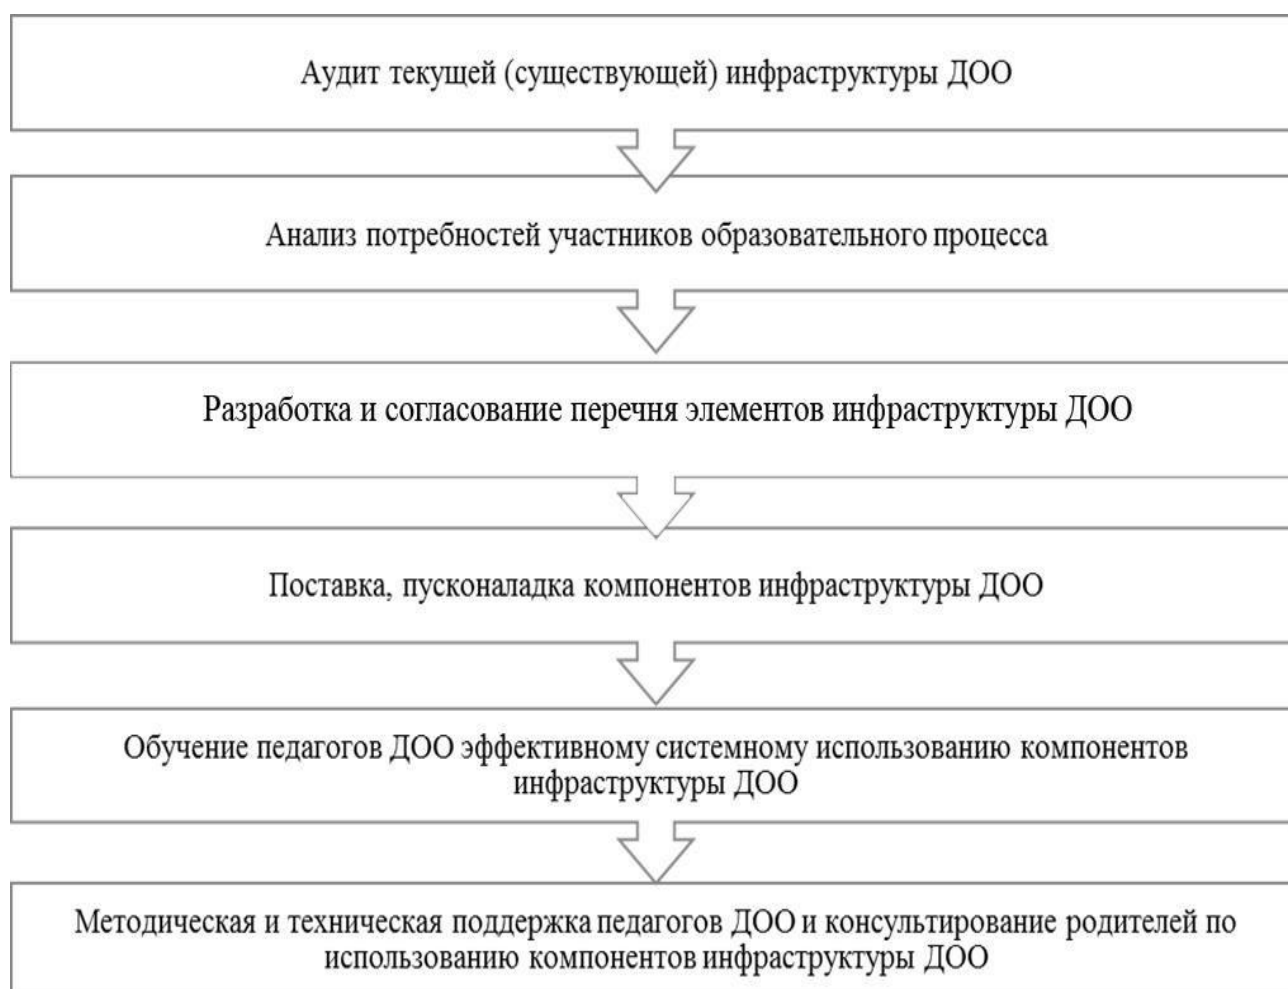 Аудит текущей (существующей) инфраструктуры ДОО
Анализ потребностей участников образовательного процесса
Разработка и согласование перечня элементов инфраструктуры ДОО
Поставка, пусконаладка компонентов инфраструктуры ДОО
Обучение педагогов ДОО эффективному системному использованию компонентов
инфраструктуры ДОО
Методическая и техническая поддержка педагогов ДОО и консультирование родителей по
использованию компонентов инфраструктуры ДОО